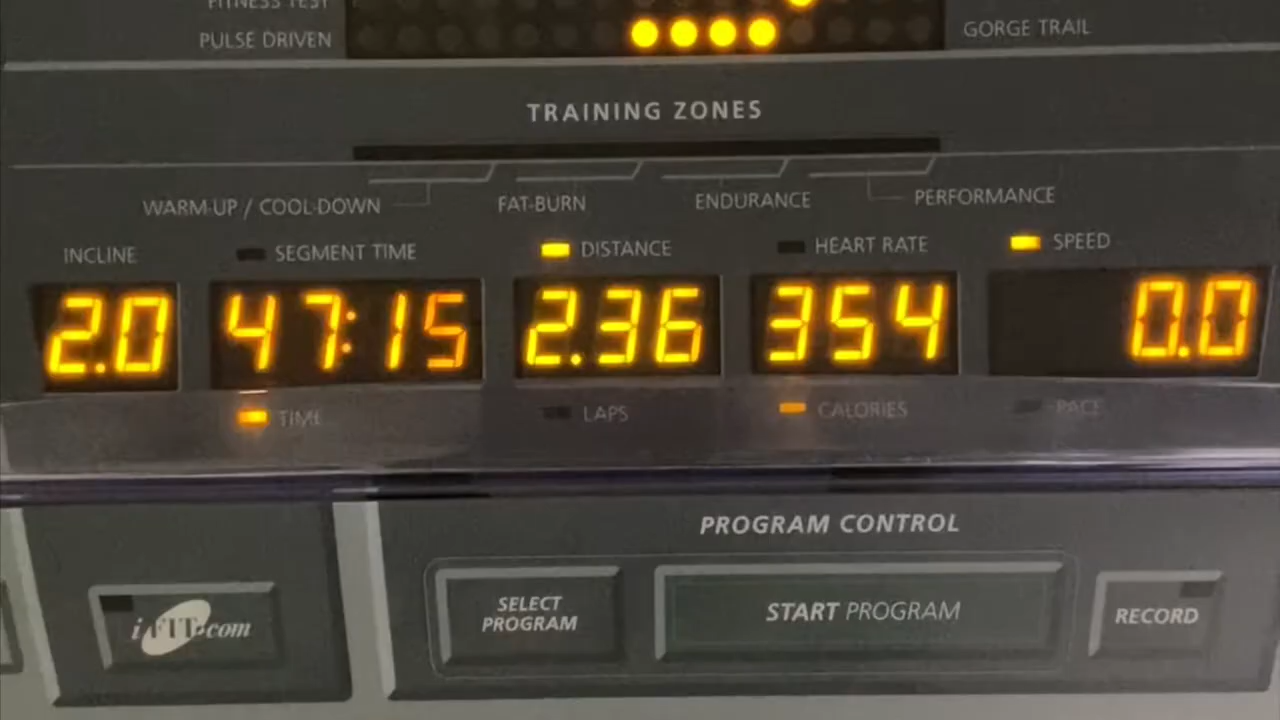 FITNESS TEST
PULSE DRIVEN
GORGE TRAIL
TRAINING ZONES
WARM-UP / COOL-DOWN FAT-BURN ENDURANCE PERFORMANCE
INCLINE SEGMENT TIME DISTANCE HEART RATE SPEED
2.0 47:15 2.36 354 0.0
TIME LAPS CALORIES PACE
PROGRAM CONTROL
iFIT.com
SELECT
PROGRAM
START PROGRAM
RECORD